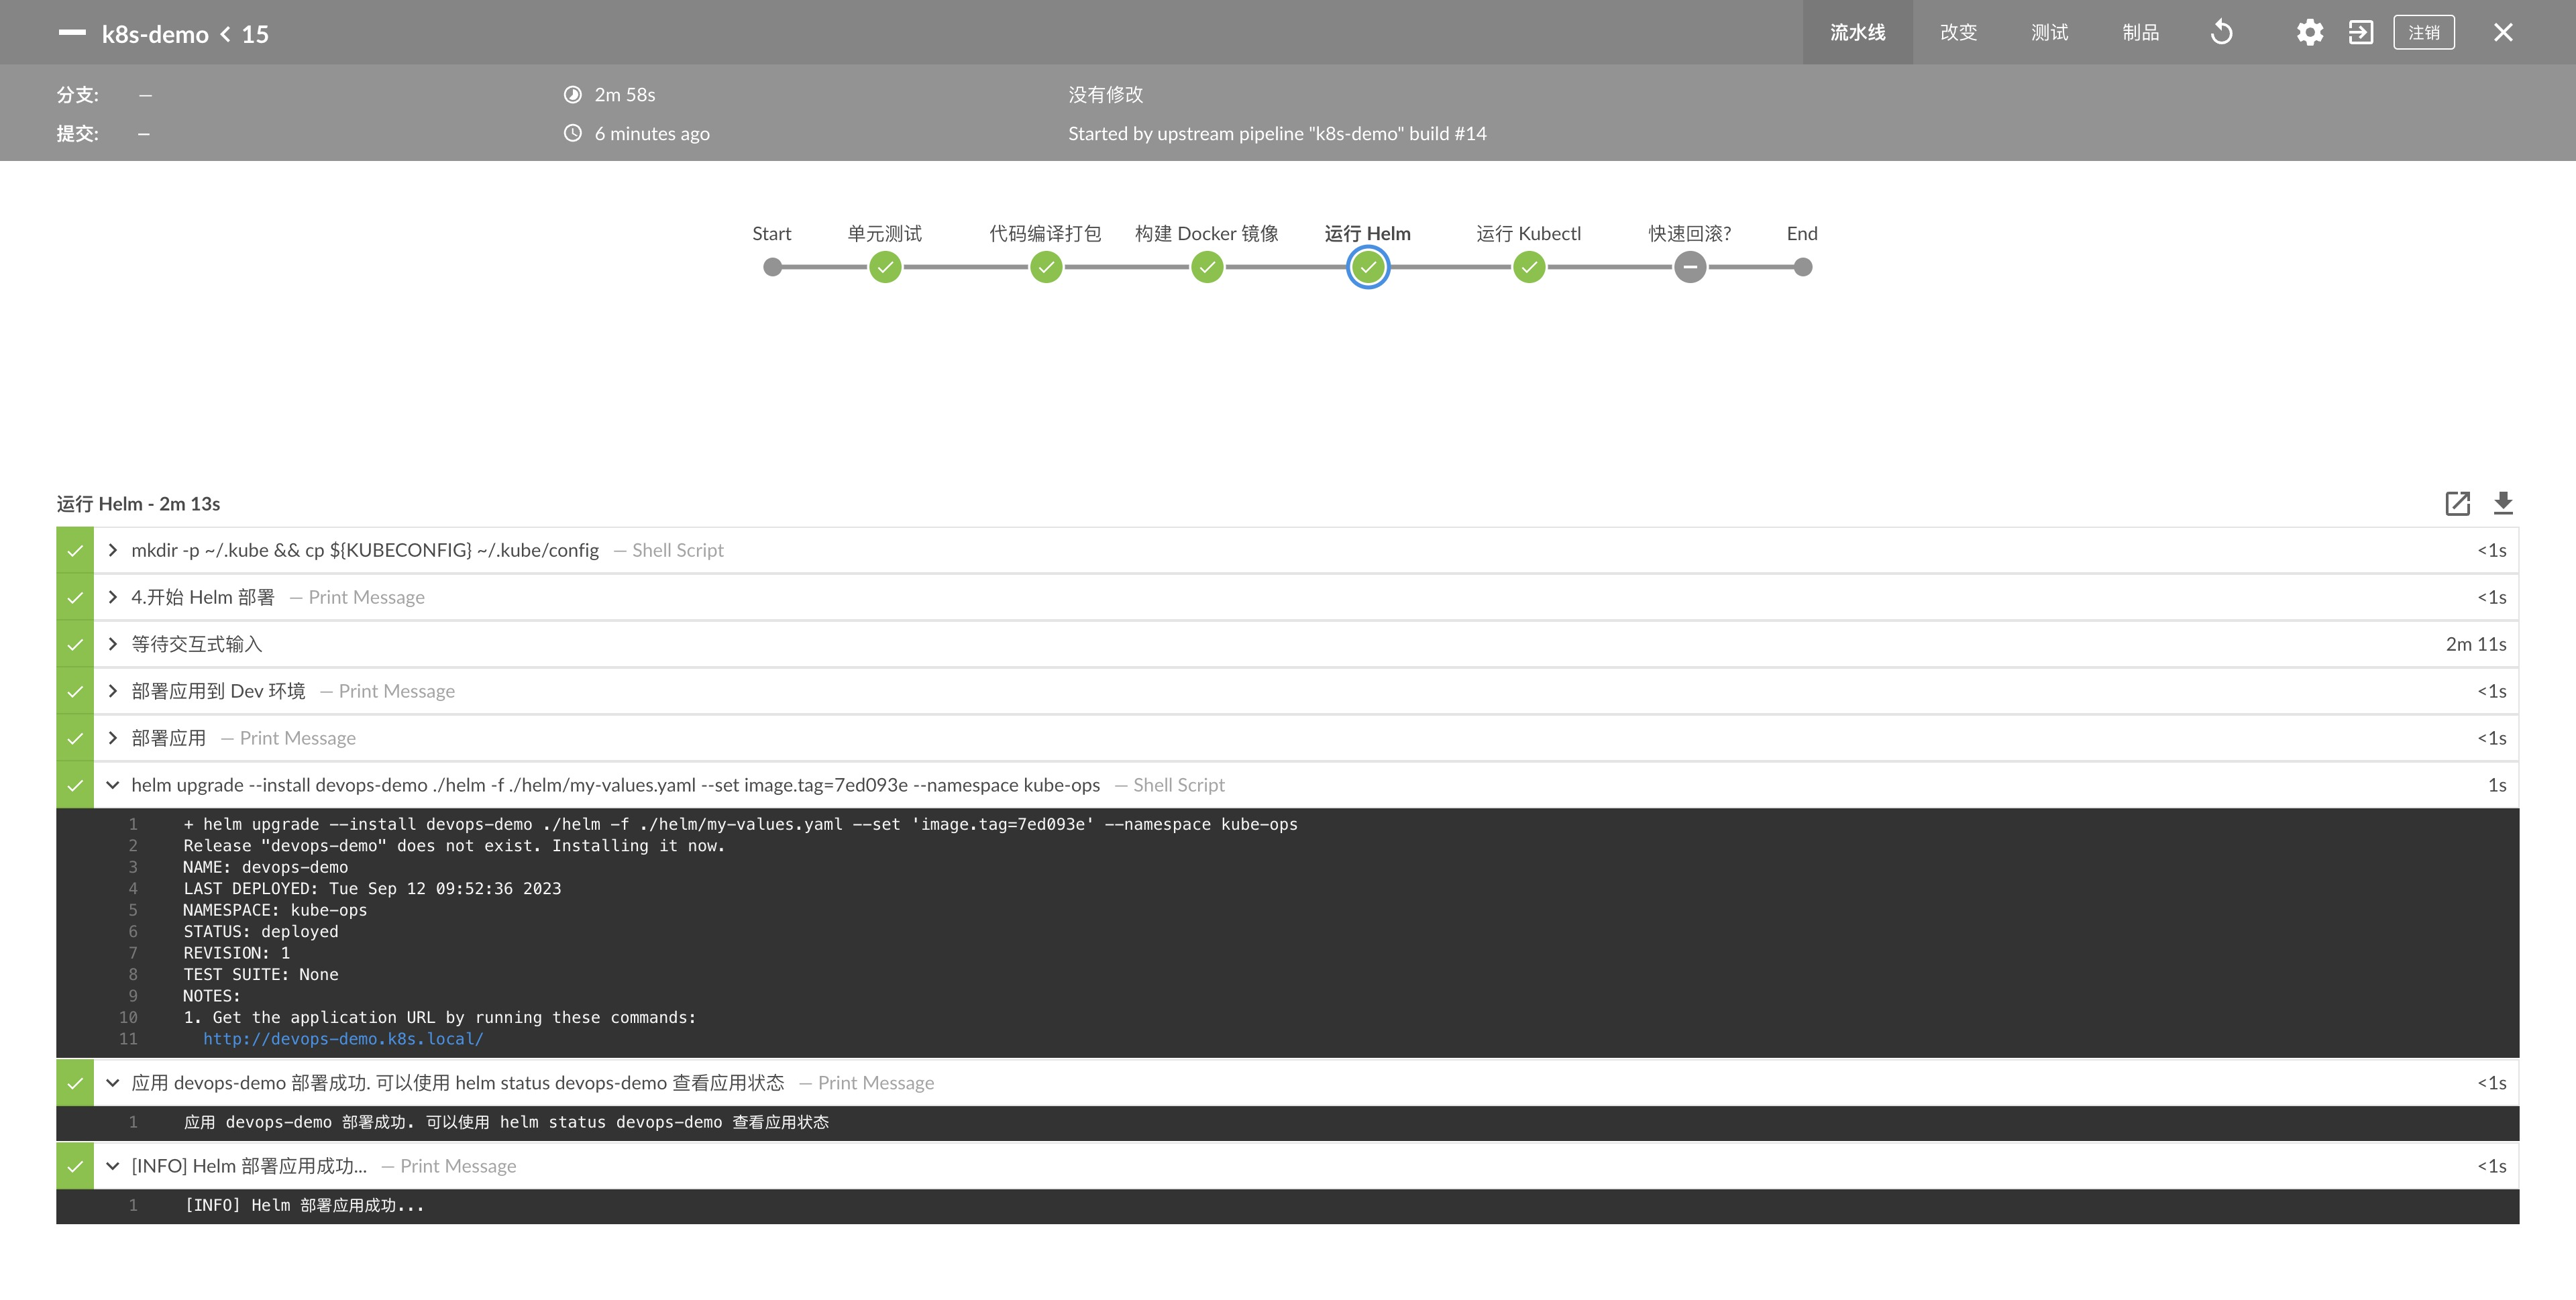 k8s-demo < 15
流水线 改变 测试 制品 注销
分支: —
2m 58s
没有修改
提交: —
6 minutes ago
Started by upstream pipeline "k8s-demo" build #14
Start 单元测试 代码编译打包 构建 Docker 镜像 运行 Helm 运行 Kubectl 快速回滚? End
运行 Helm - 2m 13s
mkdir -p ~/.kube && cp ${KUBECONFIG} ~/.kube/config — Shell Script <1s
4.开始 Helm 部署 — Print Message <1s
等待交互式输入 2m 11s
部署应用到 Dev 环境 — Print Message <1s
部署应用 — Print Message <1s
helm upgrade --install devops-demo ./helm -f ./helm/my-values.yaml --set image.tag=7ed093e --namespace kube-ops — Shell Script 1s
1 + helm upgrade --install devops-demo ./helm -f ./helm/my-values.yaml --set 'image.tag=7ed093e' --namespace kube-ops
2 Release "devops-demo" does not exist. Installing it now.
3 NAME: devops-demo
4 LAST DEPLOYED: Tue Sep 12 09:52:36 2023
5 NAMESPACE: kube-ops
6 STATUS: deployed
7 REVISION: 1
8 TEST SUITE: None
9 NOTES:
10 1. Get the application URL by running these commands:
11 http://devops-demo.k8s.local/
应用 devops-demo 部署成功. 可以使用 helm status devops-demo 查看应用状态 — Print Message <1s
1 应用 devops-demo 部署成功. 可以使用 helm status devops-demo 查看应用状态
[INFO] Helm 部署应用成功... — Print Message <1s
1 [INFO] Helm 部署应用成功...